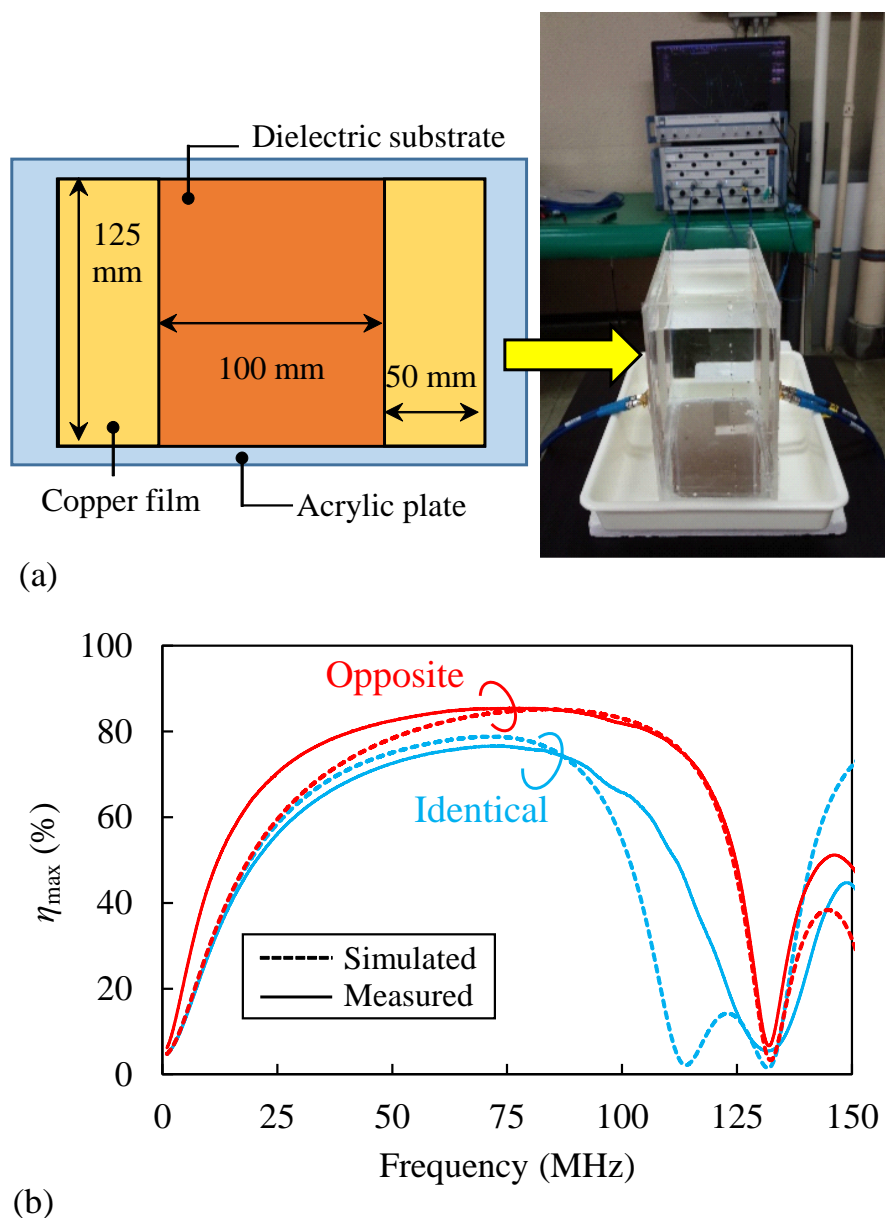 Dielectric substrate
125
mm
100 mm
50 mm
Copper film
Acrylic plate
(a)
100
80
60
40
20
0
η_max (%)
Opposite
Identical
Simulated
Measured
0 25 50 75 100 125 150
Frequency (MHz)
(b)